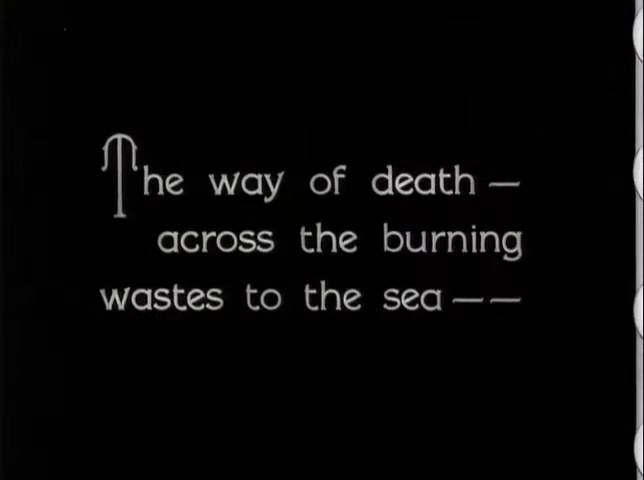 The way of death —
across the burning
wastes to the sea — —